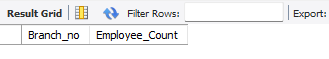 Result Grid Filter Rows: Export:
Branch_no Employee_Count